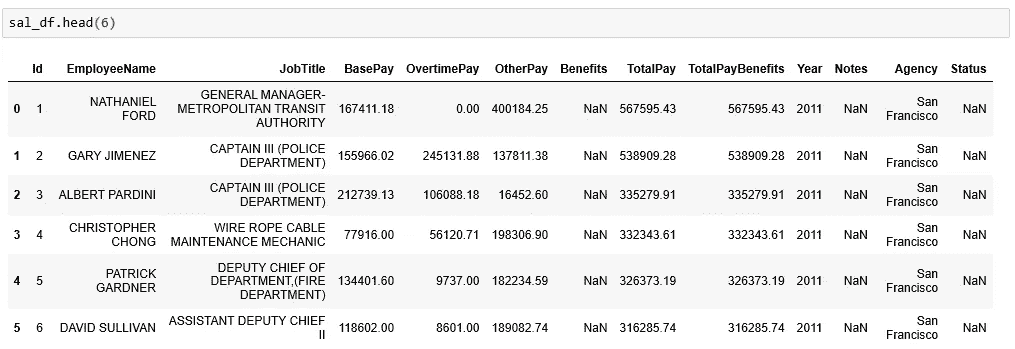 sal_df.head(6)
Id EmployeeName JobTitle BasePay OvertimePay OtherPay Benefits TotalPay TotalPayBenefits Year Notes Agency Status
0 1 NATHANIEL FORD GENERAL MANAGER-METROPOLITAN TRANSIT AUTHORITY 167411.18 0.00 400184.25 NaN 567595.43 567595.43 2011 NaN San Francisco NaN
1 2 GARY JIMENEZ CAPTAIN III (POLICE DEPARTMENT) 155966.02 245131.88 137811.38 NaN 538909.28 538909.28 2011 NaN San Francisco NaN
2 3 ALBERT PARDINI CAPTAIN III (POLICE DEPARTMENT) 212739.13 106088.18 16452.60 NaN 335279.91 335279.91 2011 NaN San Francisco NaN
3 4 CHRISTOPHER CHONG WIRE ROPE CABLE MAINTENANCE MECHANIC 77916.00 56120.71 198306.90 NaN 332343.61 332343.61 2011 NaN San Francisco NaN
4 5 PATRICK GARDNER DEPUTY CHIEF OF DEPARTMENT,(FIRE DEPARTMENT) 134401.60 9737.00 182234.59 NaN 326373.19 326373.19 2011 NaN San Francisco NaN
5 6 DAVID SULLIVAN ASSISTANT DEPUTY CHIEF II 118602.00 8601.00 189082.74 NaN 316285.74 316285.74 2011 NaN San Francisco NaN